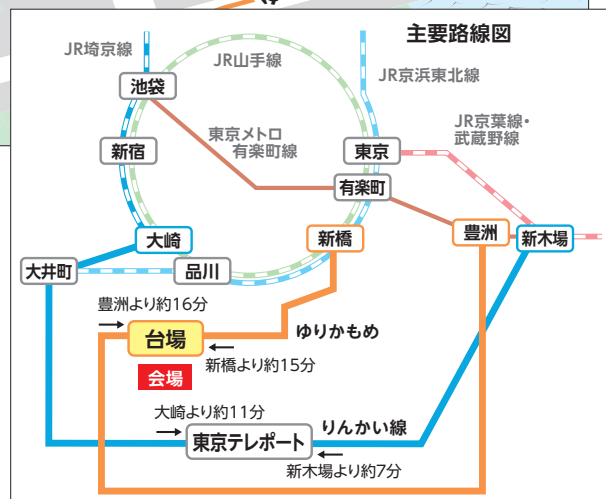 主要路線図
JR埼京線
JR山手線
JR京浜東北線
池袋
JR京葉線・
武蔵野線
東京メトロ
有楽町線
新宿
東京
有楽町
大崎
新橋
豊洲
新木場
大井町
品川
豊洲より約16分
台場
ゆりかもめ
新橋より約15分
会場
大崎より約11分
りんかい線
東京テレポート
新木場より約7分